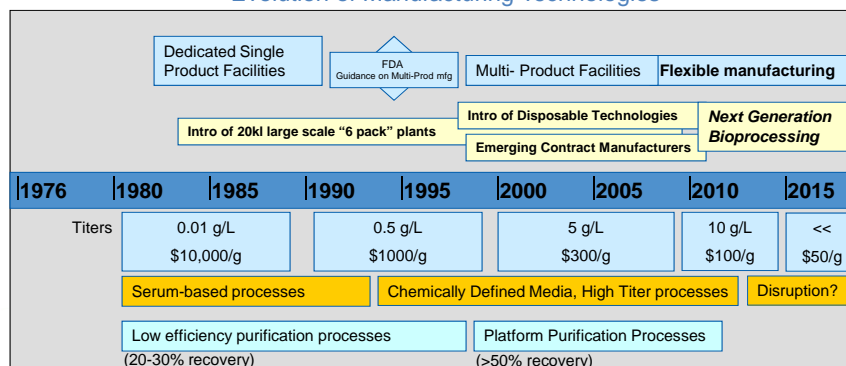 Evolution of Manufacturing Technologies
Dedicated Single
Product Facilities
FDA
Guidance on Multi-Prod mfg
Multi- Product Facilities
Flexible manufacturing
Intro of 20kl large scale “6 pack” plants
Intro of Disposable Technologies
Emerging Contract Manufacturers
Next Generation
Bioprocessing
1976 1980 1985 1990 1995 2000 2005 2010 2015
Titers 0.01 g/L 0.5 g/L 5 g/L 10 g/L <<
$10,000/g $1000/g $300/g $100/g $50/g
Serum-based processes
Chemically Defined Media, High Titer processes
Disruption?
Low efficiency purification processes
(20-30% recovery)
Platform Purification Processes
(>50% recovery)